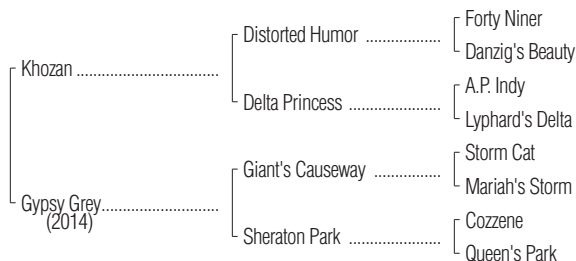 Forty Niner
Distorted Humor ..................
Danzig's Beauty
Khozan .................................
A.P. Indy
Delta Princess .......................
Lyphard's Delta
Storm Cat
Giant's Causeway ................
Mariah's Storm
Gypsy Grey...........................
(2014)
Cozzene
Sheraton Park .......................
Queen's Park